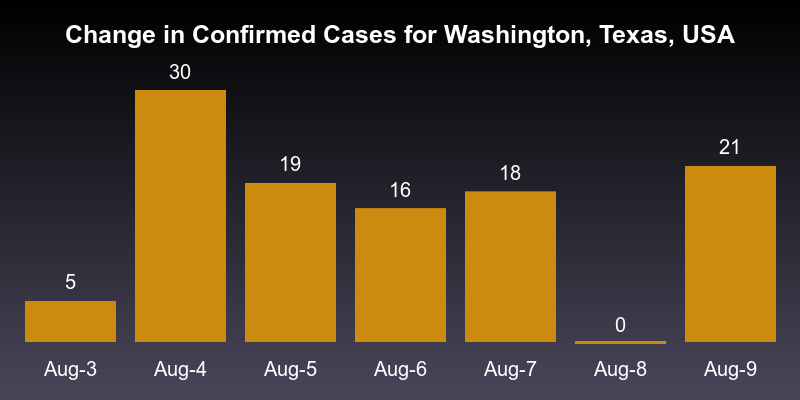 Change in Confirmed Cases for Washington, Texas, USA
5
30
19
16
18
0
21
Aug-3
Aug-4
Aug-5
Aug-6
Aug-7
Aug-8
Aug-9